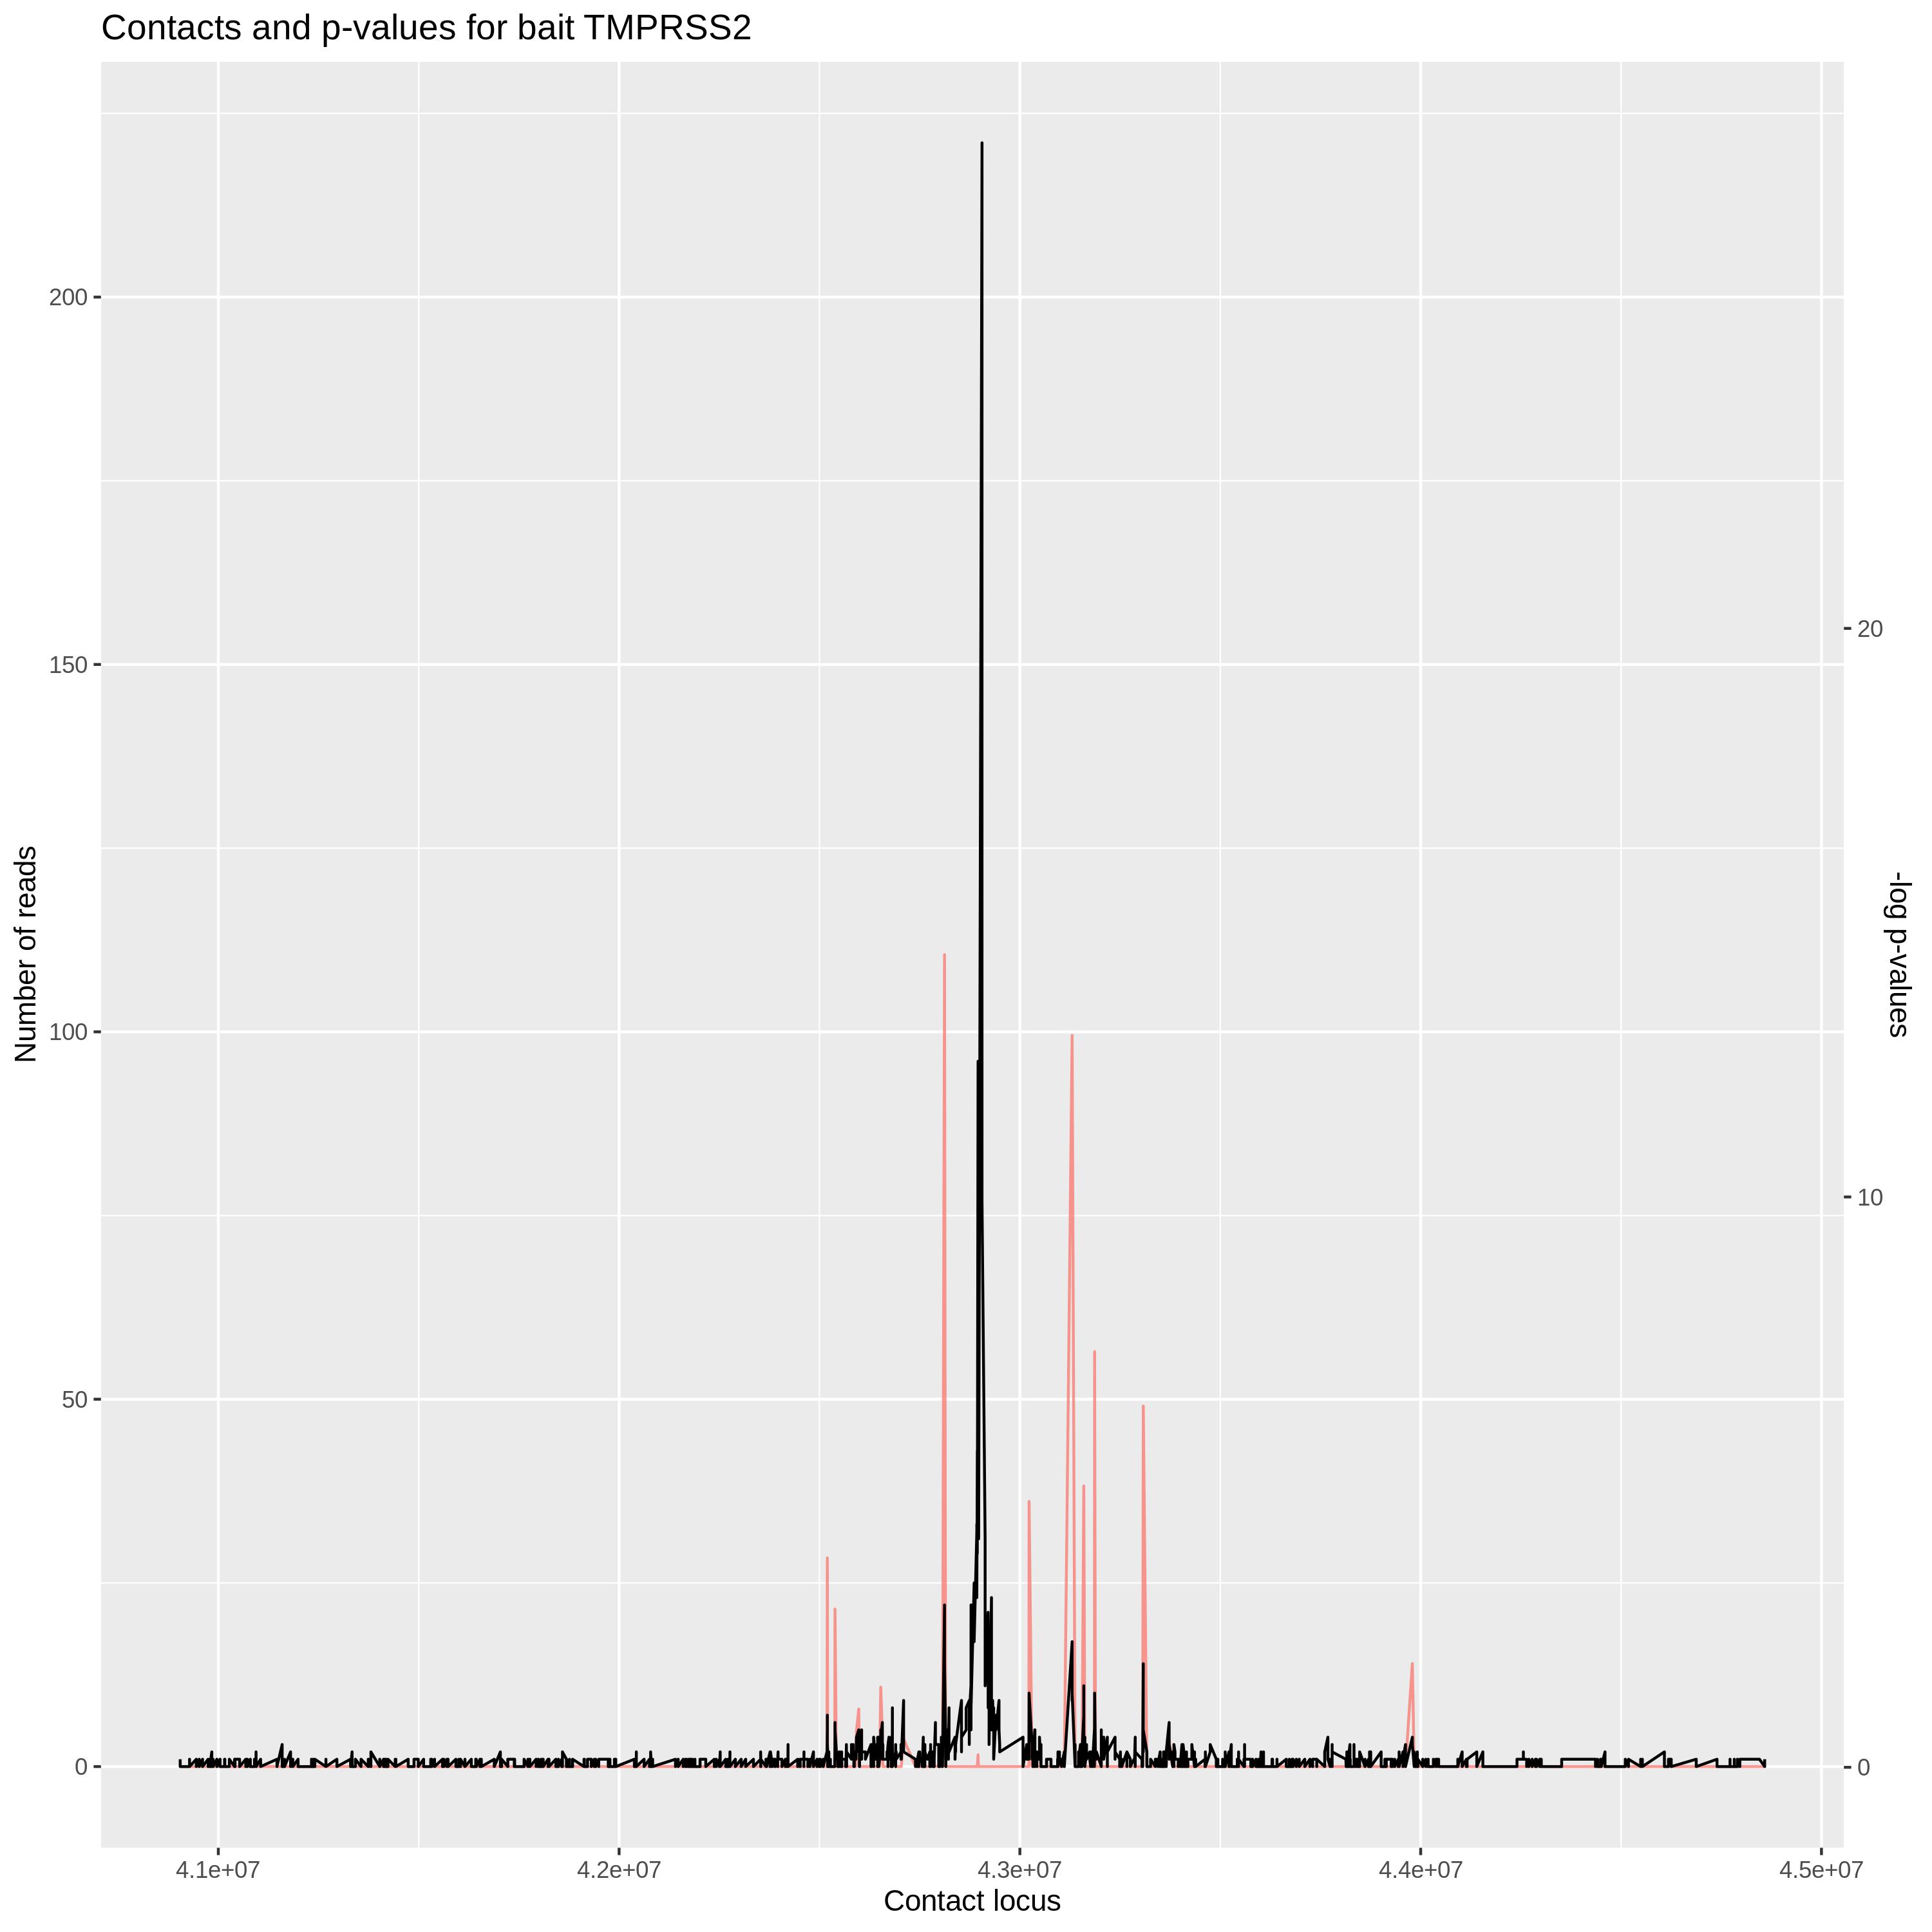 Contacts and p-values for bait TMPRSS2
200
150
100
50
0
Number of reads
20
10
0
-log p-values
4.1e+07
4.2e+07
4.3e+07
4.4e+07
4.5e+07
Contact locus